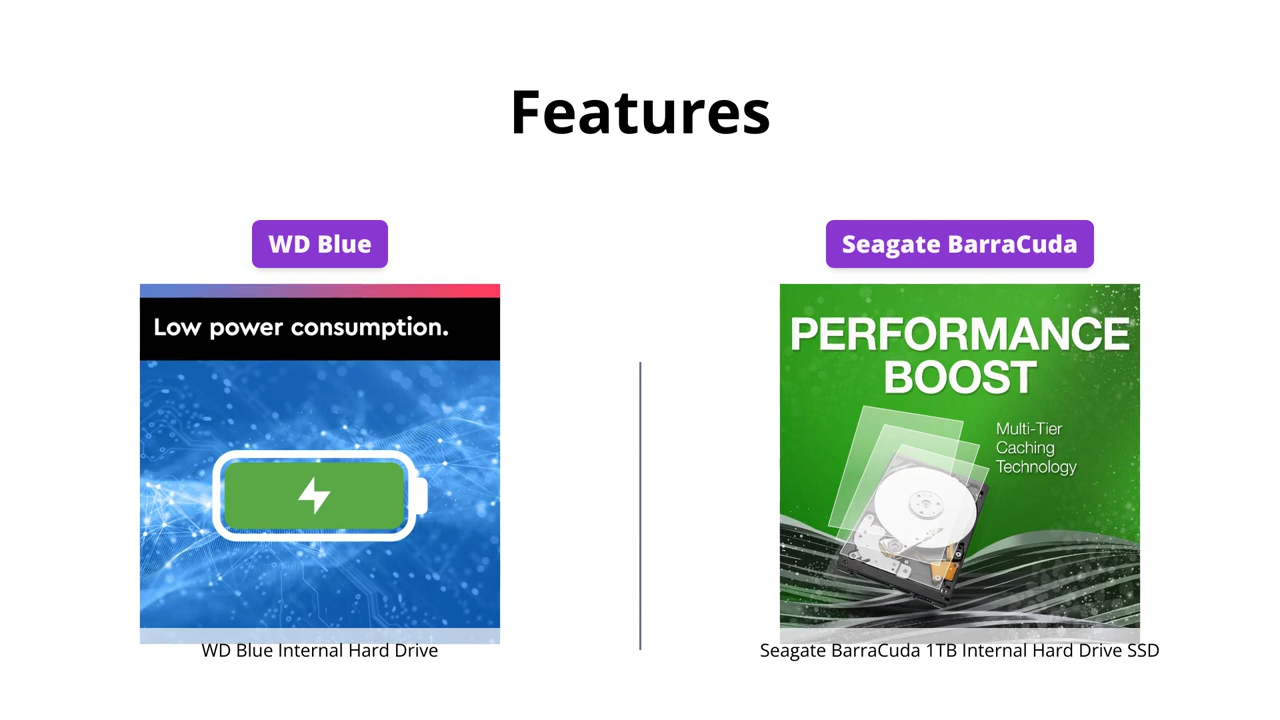 Features
WD Blue
Low power consumption.
WD Blue Internal Hard Drive
Seagate BarraCuda
PERFORMANCE
BOOST
Multi-Tier
Caching
Technology
Seagate BarraCuda 1TB Internal Hard Drive SSD